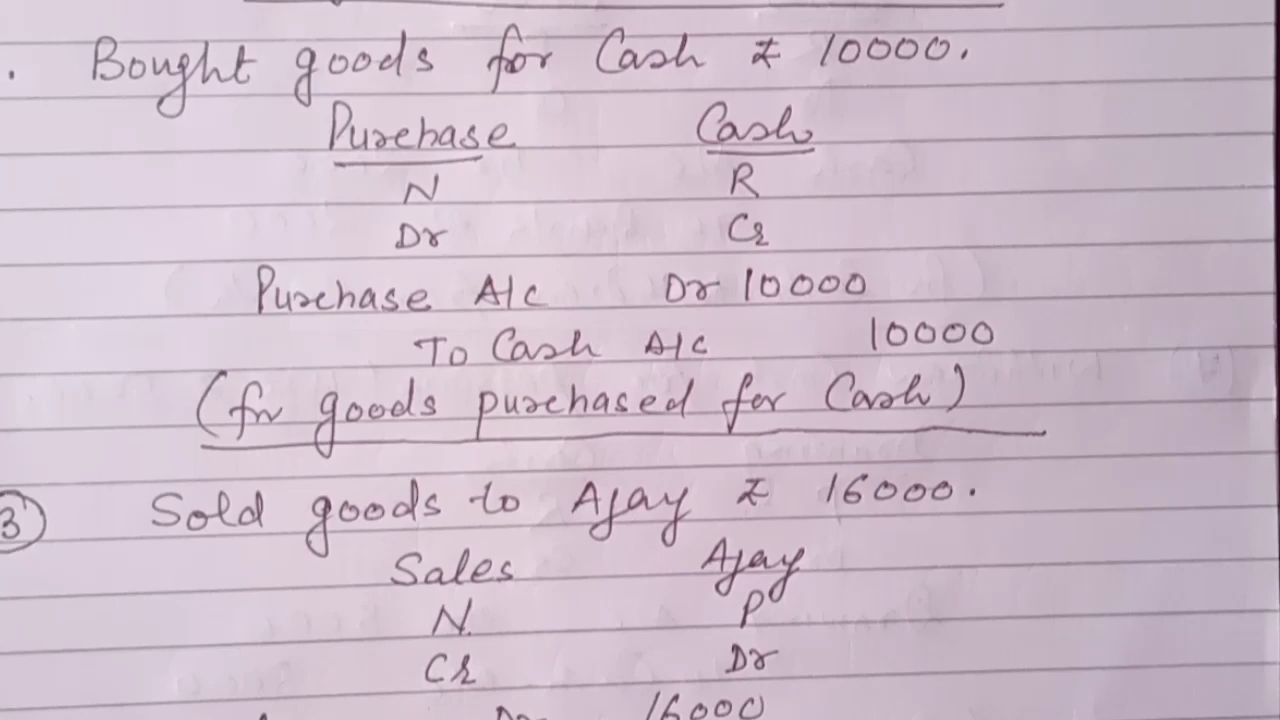 . Bought goods for Cash ₹ 10000.
Purchase Cash
N R
Dr Cr
Purchase A/c Dr 10000
To Cash A/c 10000
(for goods purchased for Cash)
3 Sold goods to Ajay ₹ 16000.
Sales Ajay
N. P
Cr Dr
Dr 16000